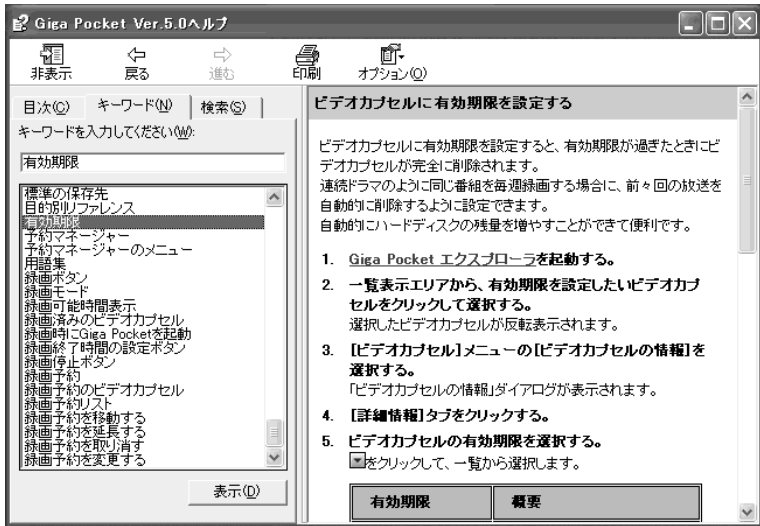 Giga Pocket Ver.5.0ヘルプ
非表示 戻る 進む 印刷 オプション(O)
目次(C) キーワード(N) 検索(S)
キーワードを入力してください(W):
有効期限
標準の保存先
目的別リファレンス
有効期限
予約マネージャー
予約マネージャーのメニュー
用語集
録画ボタン
録画モード
録画可能時間表示
録画済みのビデオカプセル
録画時にGiga Pocketを起動
録画終了時間の設定ボタン
録画停止ボタン
録画予約
録画予約のビデオカプセル
録画予約リスト
録画予約を移動する
録画予約を延長する
録画予約を取り消す
録画予約を変更する
表示(D)
ビデオカプセルに有効期限を設定する
ビデオカプセルに有効期限を設定すると、有効期限が過ぎたときにビ
デオカプセルが完全に削除されます。
連続ドラマのように同じ番組を毎週録画する場合に、前々回の放送を
自動的に削除するように設定できます。
自動的にハードディスクの残量を増やすことができて便利です。
1. Giga Pocket エクスプローラを起動する。
2. 一覧表示エリアから、有効期限を設定したいビデオカプ
セルをクリックして選択する。
選択したビデオカプセルが反転表示されます。
3. [ビデオカプセル]メニューの[ビデオカプセルの情報]を
選択する。
「ビデオカプセルの情報」ダイアログが表示されます。
4. [詳細情報]タブをクリックする。
5. ビデオカプセルの有効期限を選択する。
をクリックして、一覧から選択します。
有効期限 概要